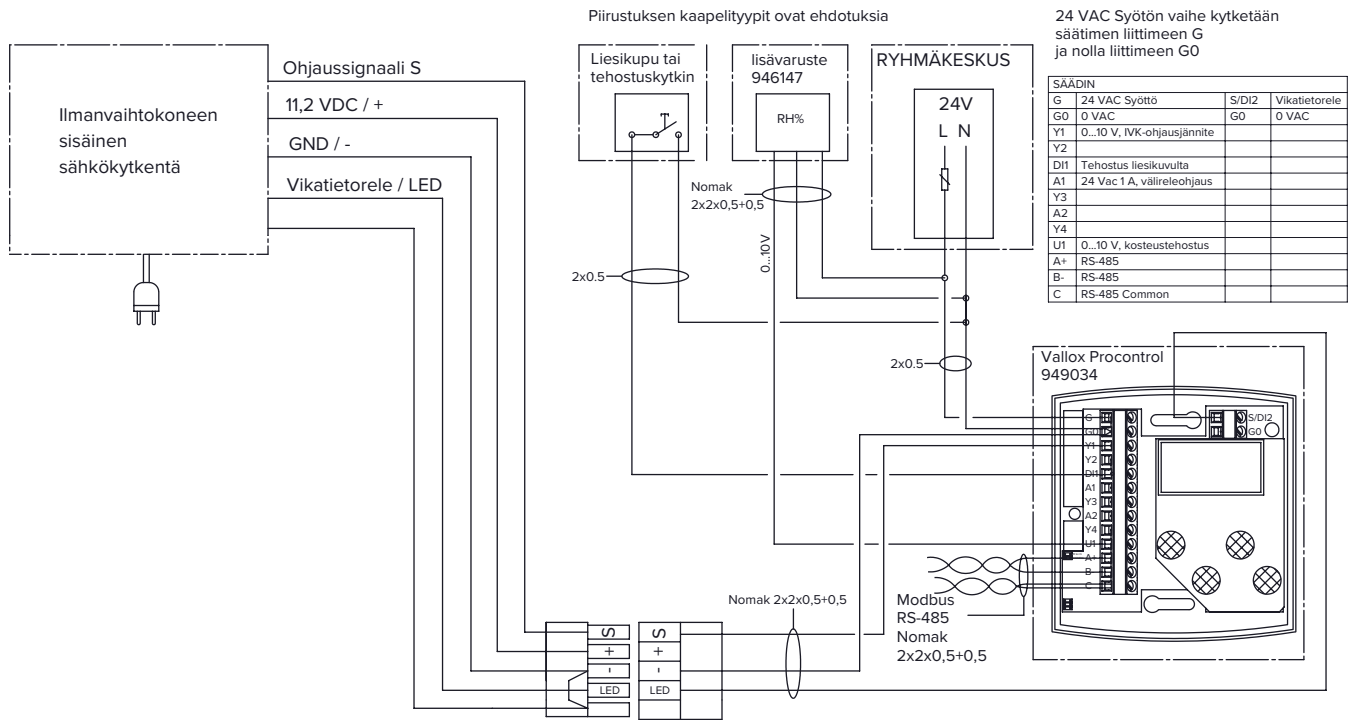 Piirustuksen kaapelityypit ovat ehdotuksia
24 VAC Syötön vaihe kytketään
säätimen liittimeen G
ja nolla liittimeen G0
Ilmanvaihtokoneen
sisäinen
sähkökytkentä
Ohjaussignaali S
11,2 VDC / +
GND / -
Vikatietorele / LED
Liesikupu tai
tehostuskytkin
lisävaruste
946147
RH%
RYHMÄKESKUS
24V
L N
Nomak
2x2x0,5+0,5
0...10V
2x0.5
2x0.5
SÄÄDIN
G 24 VAC Syöttö S/DI2 Vikatietorele
G0 0 VAC G0 0 VAC
Y1 0...10 V, IVK-ohjausjännite
Y2
DI1 Tehostus liesikuvulta
A1 24 Vac 1 A, välireleohjaus
Y3
A2
Y4
U1 0...10 V, kosteustehostus
A+ RS-485
B- RS-485
C RS-485 Common
Vallox Procontrol
949034
G
G0
Y1
Y2
DI1
A1
Y3
A2
Y4
U1
A+
B
C
S/DI2
G0
Modbus
RS-485
Nomak
2x2x0,5+0,5
Nomak 2x2x0,5+0,5
S
+
-
LED
S
+
-
LED